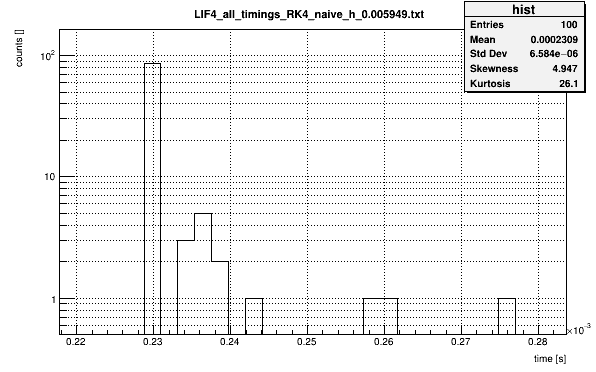 LIF4_all_timings_RK4_naive_h_0.005949.txt
hist
Entries 100
Mean 0.0002309
Std Dev 6.584e−06
Skewness 4.947
Kurtosis 26.1
counts []
10²
10
1
0.22 0.23 0.24 0.25 0.26 0.27 0.28
×10⁻³
time [s]